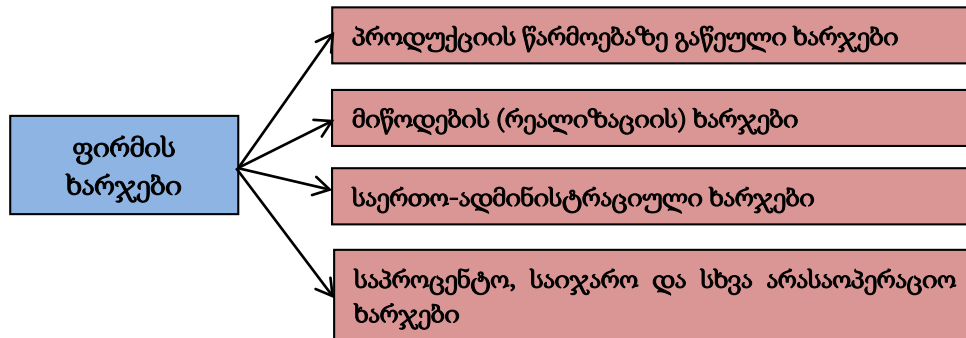 პროდუქციის წარმოებაზე გაწეული ხარჯები
მიწოდების (რეალიზაციის) ხარჯები
ფირმის
ხარჯები
საერთო-ადმინისტრაციული ხარჯები
საპროცენტო, საიჯარო და სხვა არასაოპერაციო
ხარჯები